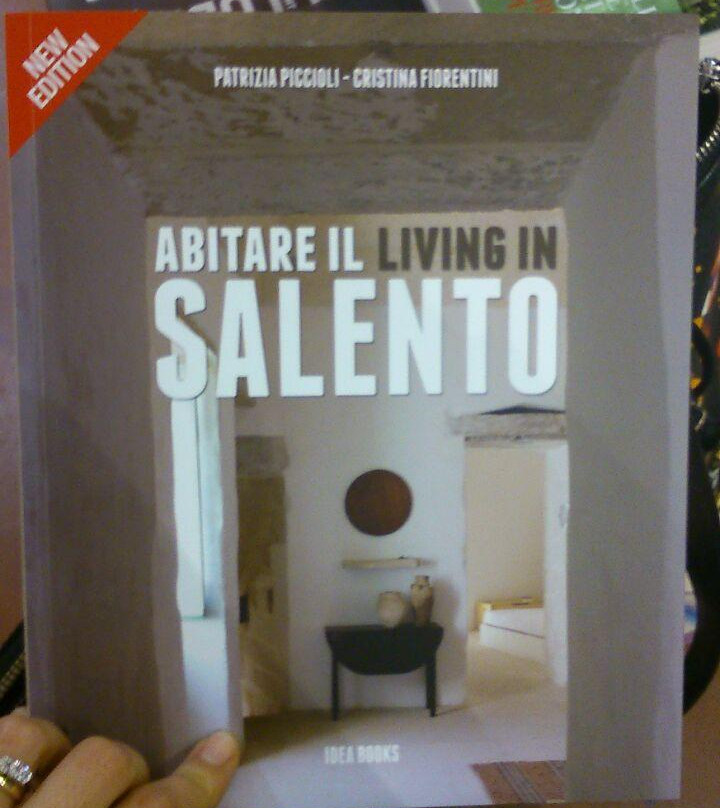 NEW
EDITION
PATRIZIA PICCIOLI - CRISTINA FIORENTINI
ABITARE IL LIVING IN
SALENTO
IDEA BOOKS